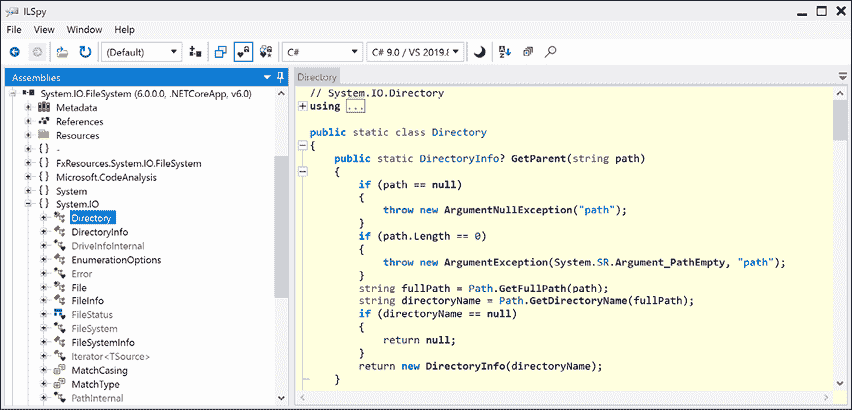 ILSpy
File View Window Help
(Default) C# C# 9.0 / VS 2019.8
Assemblies
System.IO.FileSystem (6.0.0.0, .NETCoreApp, v6.0)
Metadata
References
Resources
{ } -
{ } FxResources.System.IO.FileSystem
{ } Microsoft.CodeAnalysis
{ } System
{ } System.IO
Directory
DirectoryInfo
DriveInfoInternal
EnumerationOptions
Error
File
FileInfo
FileStatus
FileSystem
FileSystemInfo
Iterator<TSource>
MatchCasing
MatchType
PathInternal
Directory
// System.IO.Directory
using ...
public static class Directory
{
public static DirectoryInfo? GetParent(string path)
{
if (path == null)
{
throw new ArgumentNullException("path");
}
if (path.Length == 0)
{
throw new ArgumentException(System.SR.Argument_PathEmpty, "path");
}
string fullPath = Path.GetFullPath(path);
string directoryName = Path.GetDirectoryName(fullPath);
if (directoryName == null)
{
return null;
}
return new DirectoryInfo(directoryName);
}